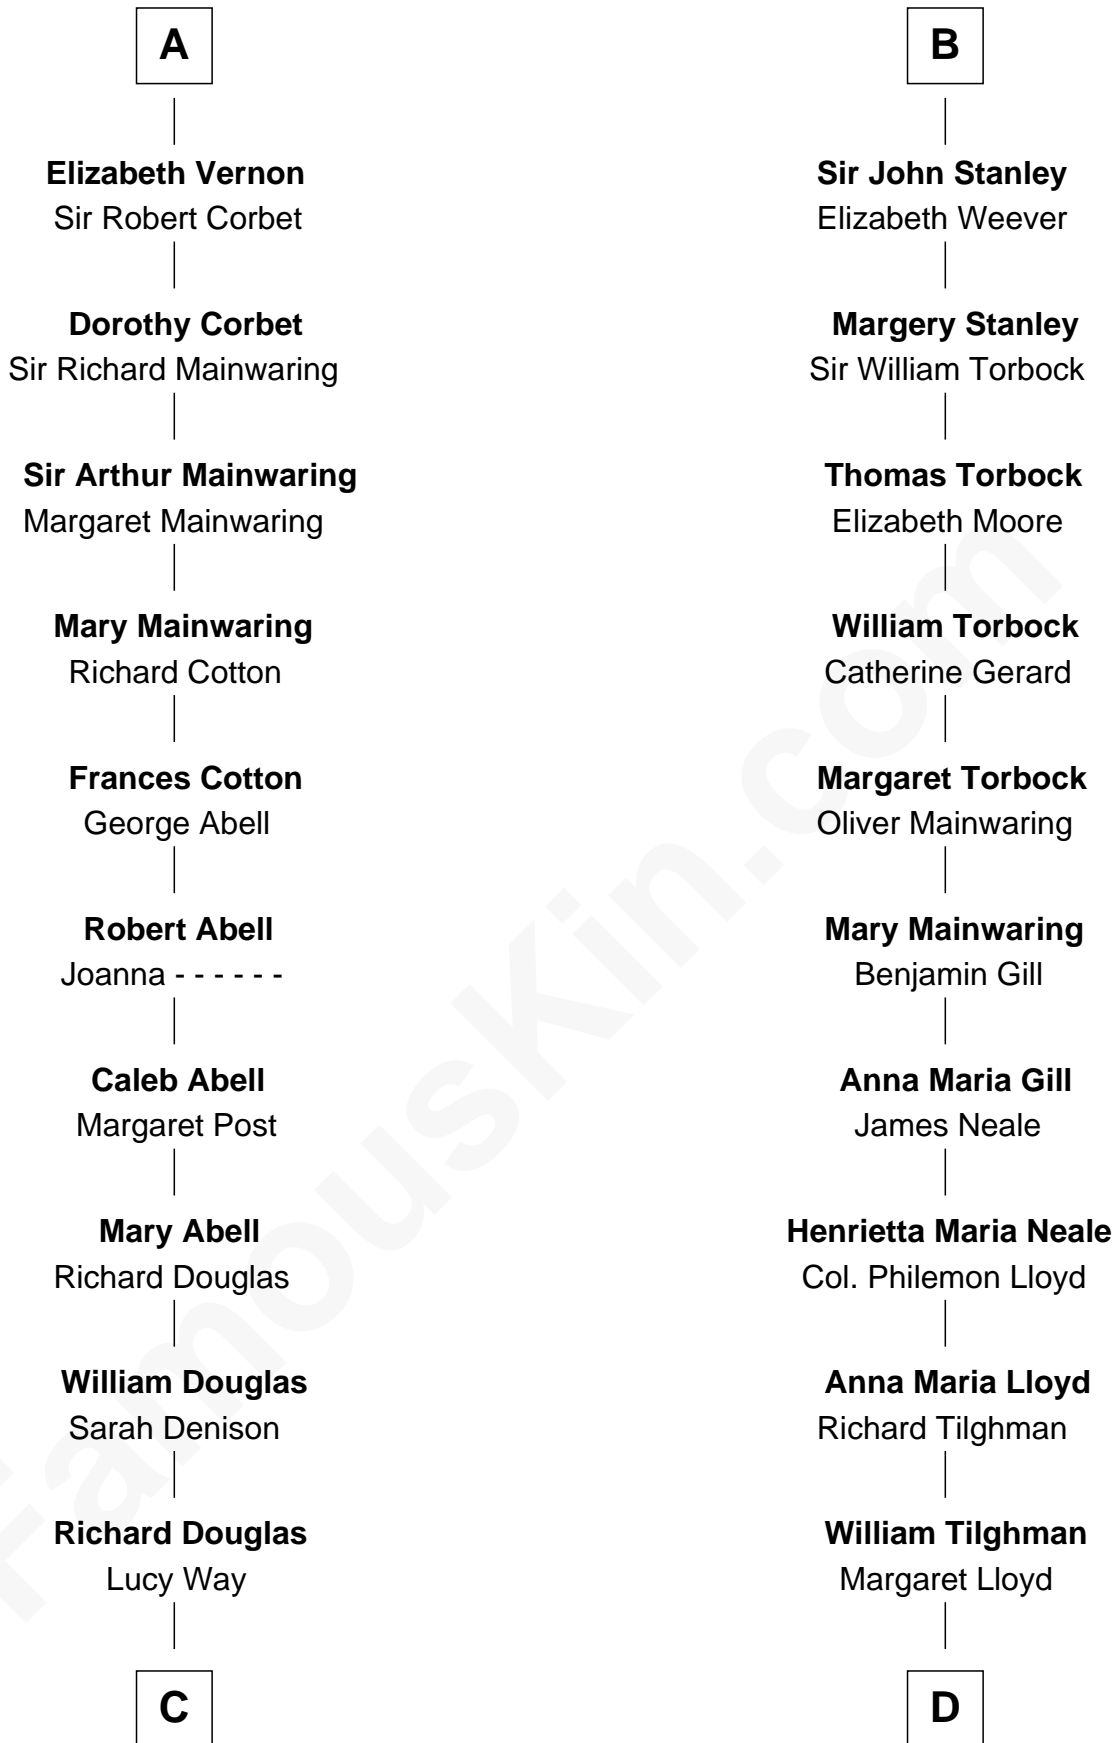 A
Elizabeth Vernon
Sir Robert Corbet
Dorothy Corbet
Sir Richard Mainwaring
Sir Arthur Mainwaring
Margaret Mainwaring
Mary Mainwaring
Richard Cotton
Frances Cotton
George Abell
Robert Abell
Joanna - - - - - -
Caleb Abell
Margaret Post
Mary Abell
Richard Douglas
William Douglas
Sarah Denison
Richard Douglas
Lucy Way
C
B
Sir John Stanley
Elizabeth Weever
Margery Stanley
Sir William Torbock
Thomas Torbock
Elizabeth Moore
William Torbock
Catherine Gerard
Margaret Torbock
Oliver Mainwaring
Mary Mainwaring
Benjamin Gill
Anna Maria Gill
James Neale
Henrietta Maria Neale
Col. Philemon Lloyd
Anna Maria Lloyd
Richard Tilghman
William Tilghman
Margaret Lloyd
D
FamousKin.com